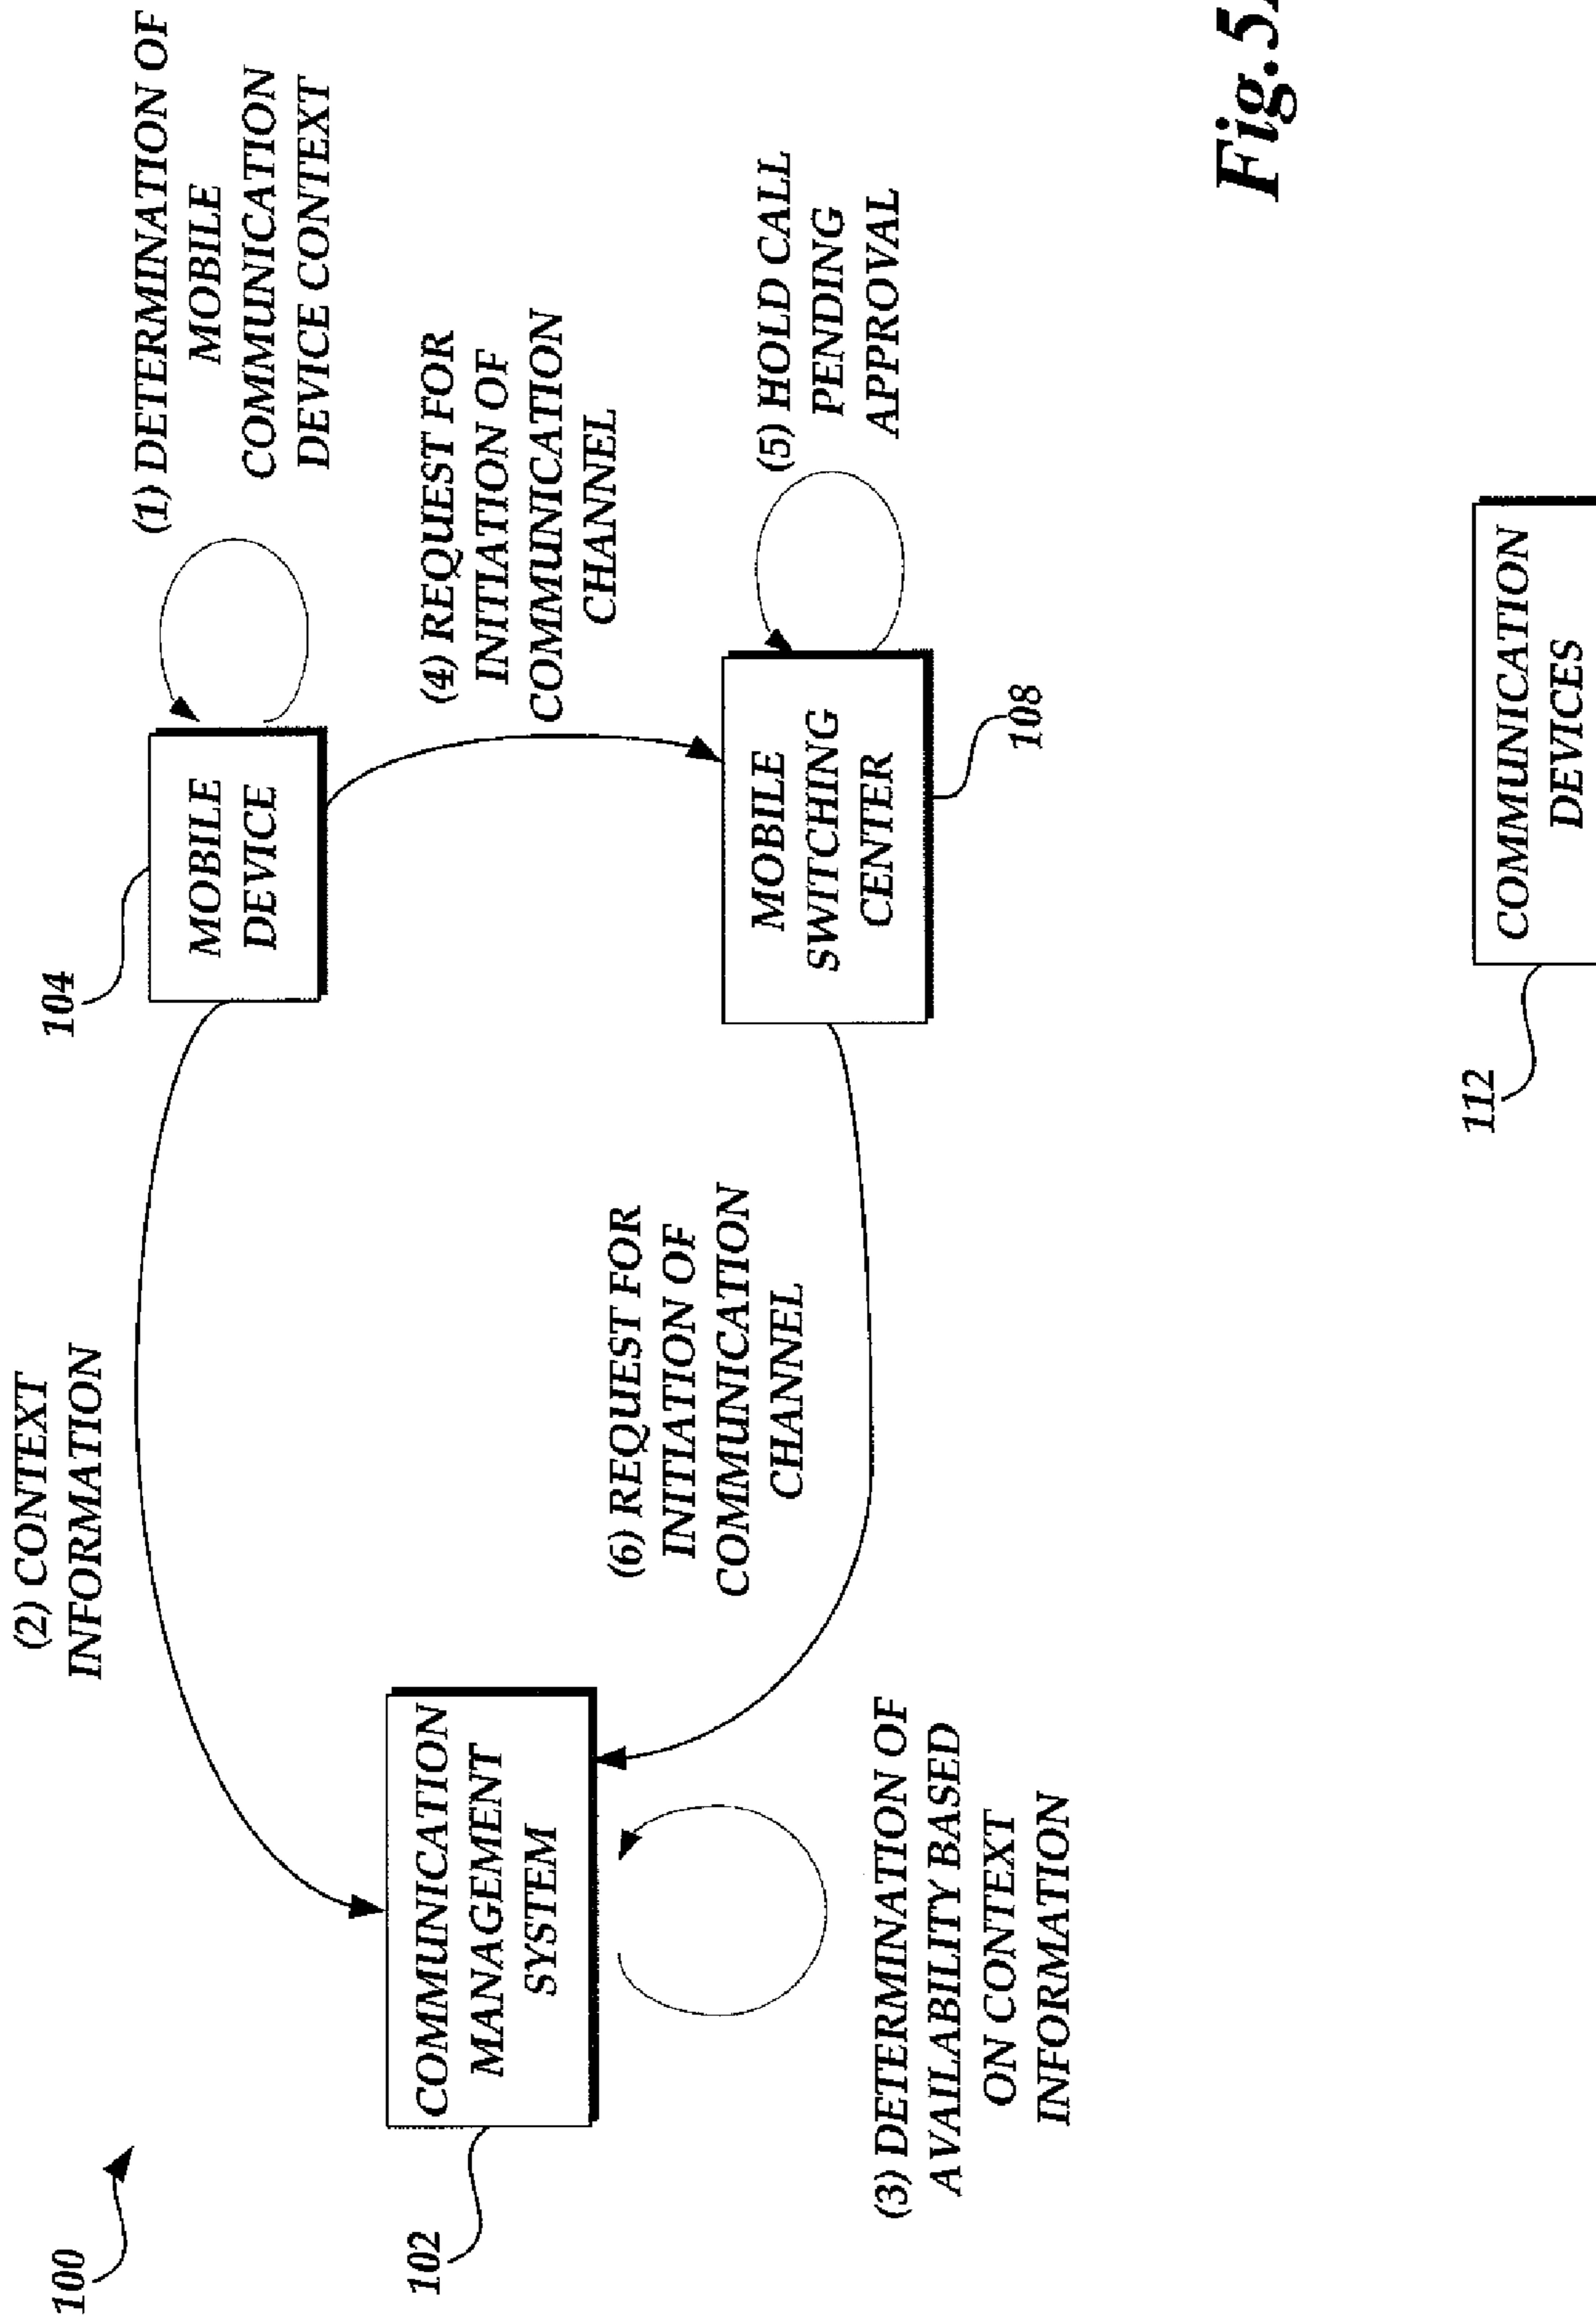 100
(2) CONTEXT
INFORMATION
104
(1) DETERMINATION OF
MOBILE
COMMUNICATION
DEVICE CONTEXT
MOBILE
DEVICE
102
COMMUNICATION
MANAGEMENT
SYSTEM
(4) REQUEST FOR
INITIATION OF
COMMUNICATION
CHANNEL
(6) REQUEST FOR
INITIATION OF
COMMUNICATION
CHANNEL
MOBILE
SWITCHING
CENTER
(5) HOLD CALL
PENDING
APPROVAL
108
(3) DETERMINATION OF
AVAILABILITY BASED
ON CONTEXT
INFORMATION
112
COMMUNICATION
DEVICES
Fig.5